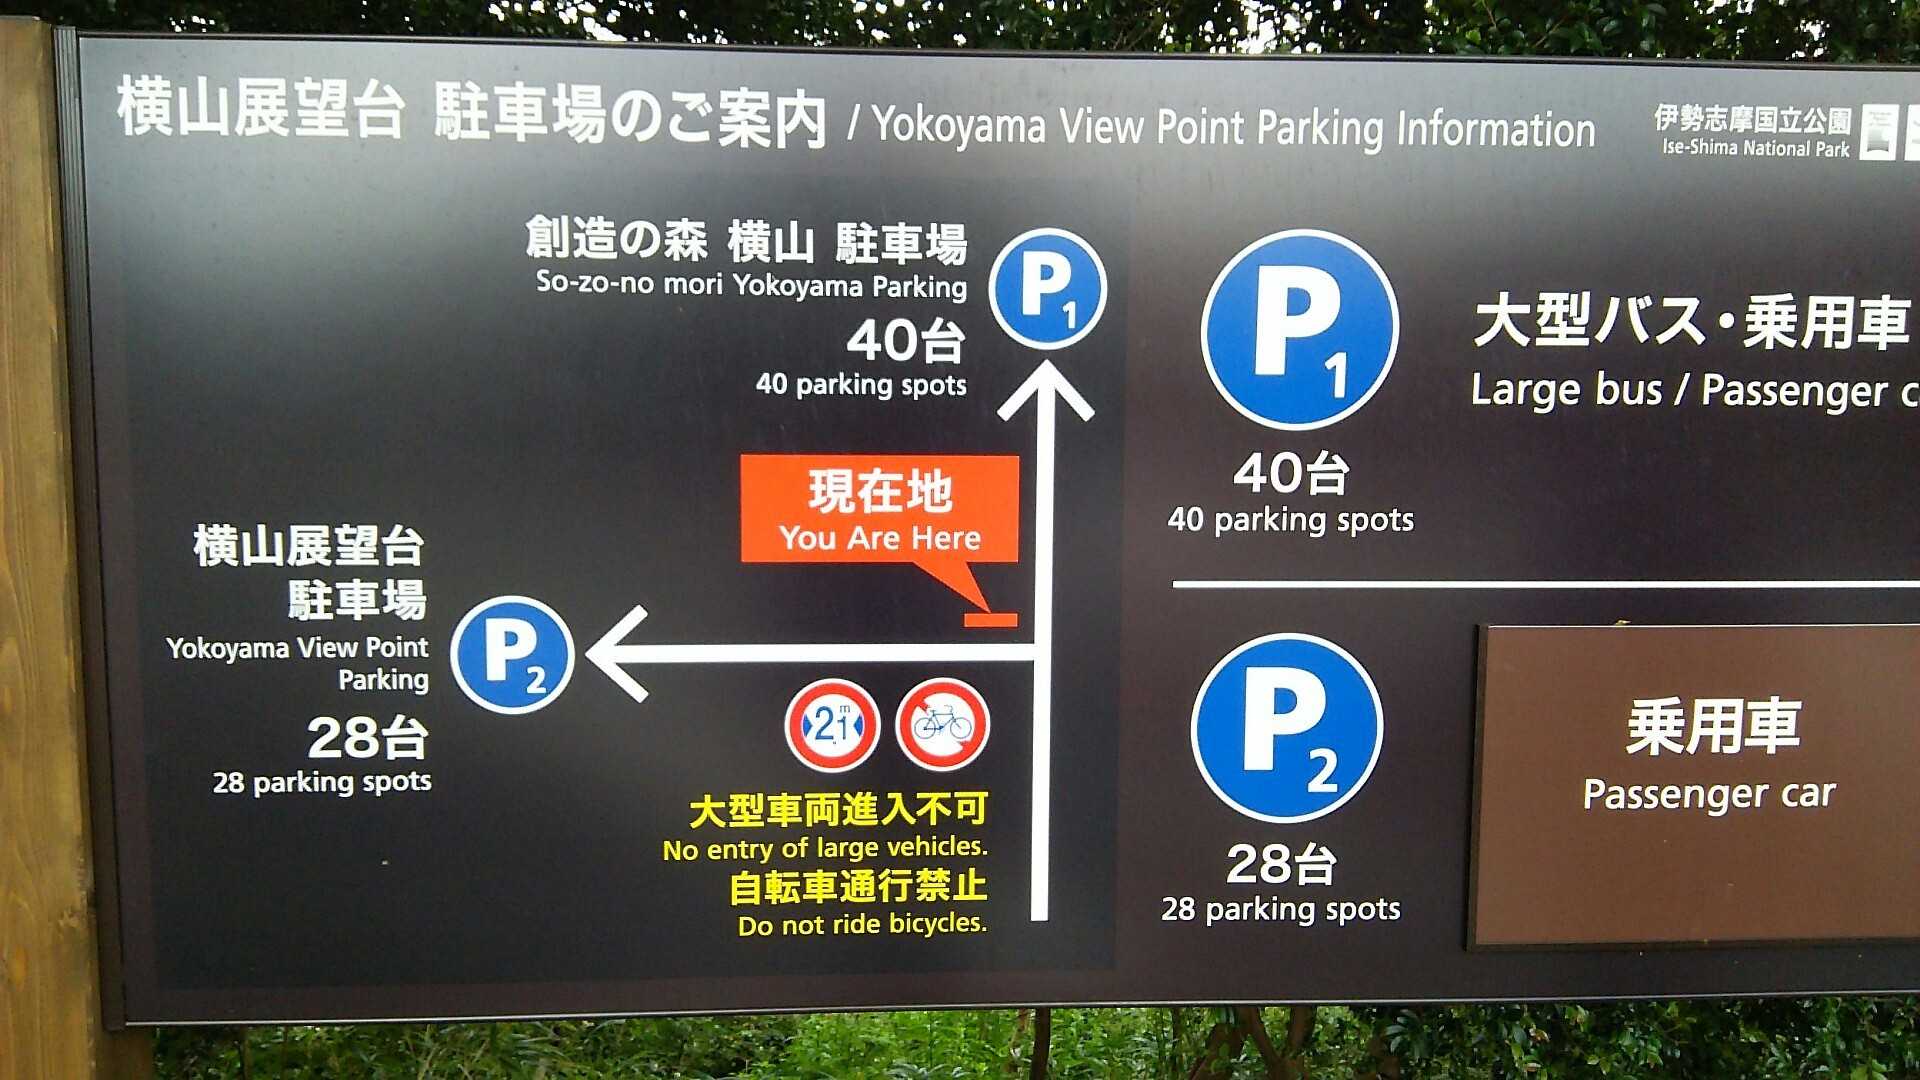 横山展望台 駐車場のご案内 / Yokoyama View Point Parking Information
伊勢志摩国立公園
Ise-Shima National Park
創造の森 横山 駐車場
So-zo-no mori Yokoyama Parking
40台
40 parking spots
P1
現在地
You Are Here
横山展望台
駐車場
Yokoyama View Point
Parking
28台
28 parking spots
P2
2.1m
大型車両進入不可
No entry of large vehicles.
自転車通行禁止
Do not ride bicycles.
P1
40台
40 parking spots
大型バス・乗用車
Large bus / Passenger
P2
28台
28 parking spots
乗用車
Passenger car